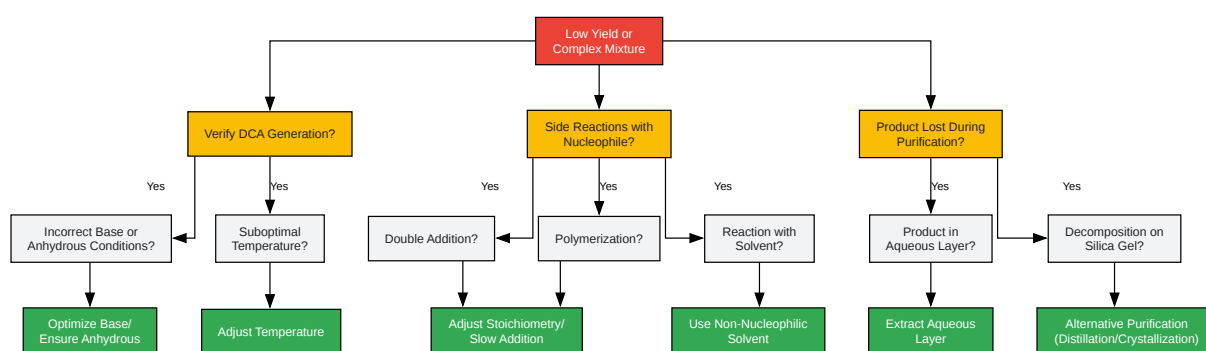 Low Yield or
Complex Mixture
Verify DCA Generation?
Side Reactions with
Nucleophile?
Product Lost During
Purification?
Yes
Yes
Yes
Yes
Yes
Yes
Yes
Incorrect Base or
Anhydrous Conditions?
Suboptimal
Temperature?
Double Addition?
Polymerization?
Reaction with
Solvent?
Product in
Aqueous Layer?
Decomposition on
Silica Gel?
Optimize Base/
Ensure Anhydrous
Adjust Temperature
Adjust Stoichiometry/
Slow Addition
Use Non-Nucleophilic
Solvent
Extract Aqueous
Layer
Alternative Purification
(Distillation/Crystallization)